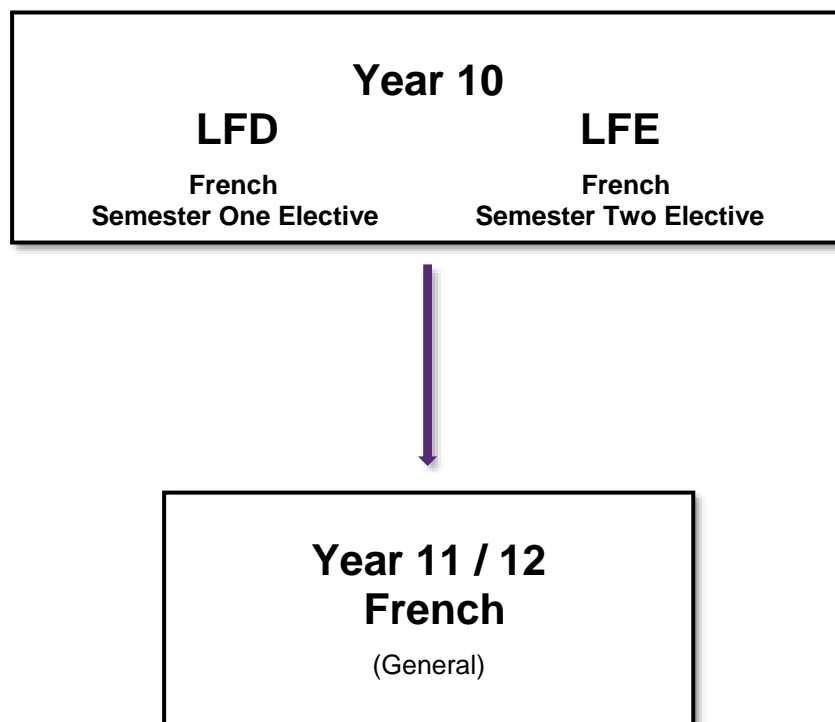 Year 10
LFD LFE
French French
Semester One Elective Semester Two Elective
Year 11 / 12
French
(General)